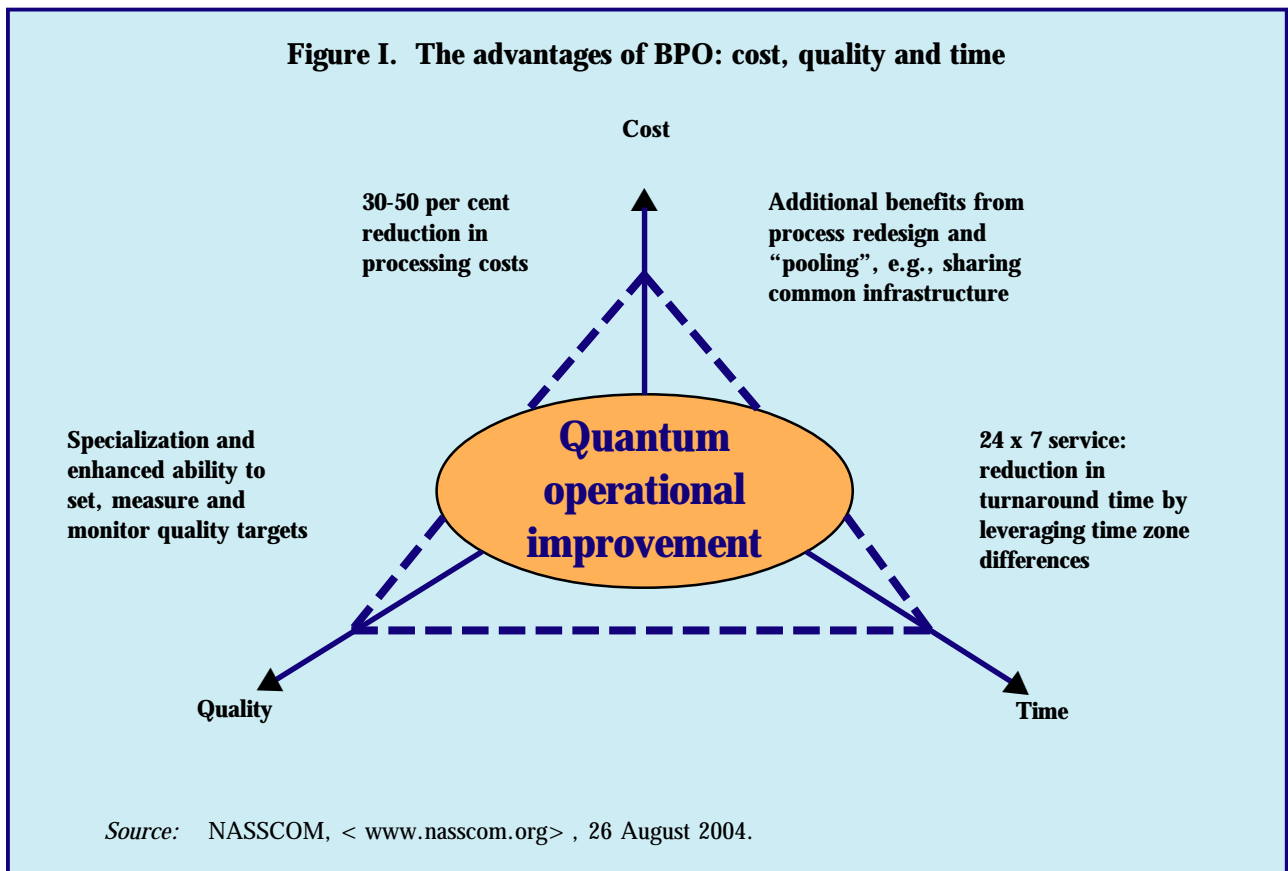 Figure I. The advantages of BPO: cost, quality and time
Cost
30-50 per cent
reduction in
processing costs
Additional benefits from
process redesign and
“pooling”, e.g., sharing
common infrastructure
Specialization and
enhanced ability to
set, measure and
monitor quality targets
Quantum
operational
improvement
24 x 7 service:
reduction in
turnaround time by
leveraging time zone
differences
Quality
Time
Source: NASSCOM, < www.nasscom.org> , 26 August 2004.